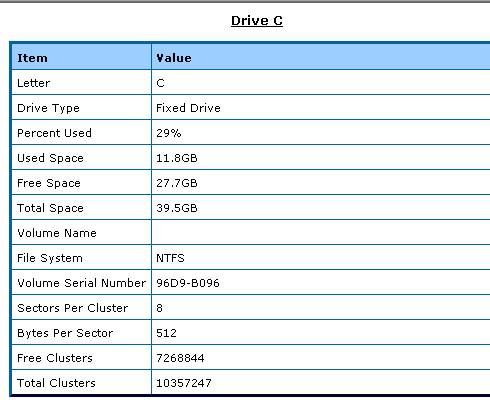 Drive C
Item Value
Letter C
Drive Type Fixed Drive
Percent Used 29%
Used Space 11.8GB
Free Space 27.7GB
Total Space 39.5GB
Volume Name
File System NTFS
Volume Serial Number 96D9-B096
Sectors Per Cluster 8
Bytes Per Sector 512
Free Clusters 7268844
Total Clusters 10357247